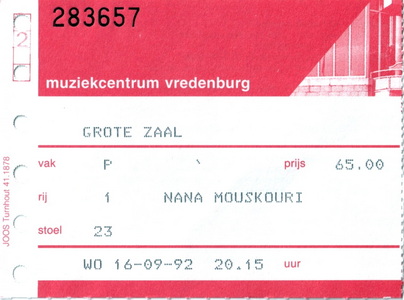 283657
2
muziekcentrum vredenburg
GROTE ZAAL
vak P prijs 65.00
rij 1 NANA MOUSKOURI
stoel 23
WO 16-09-92 20.15 uur
JOOS Turnhout 41.1878